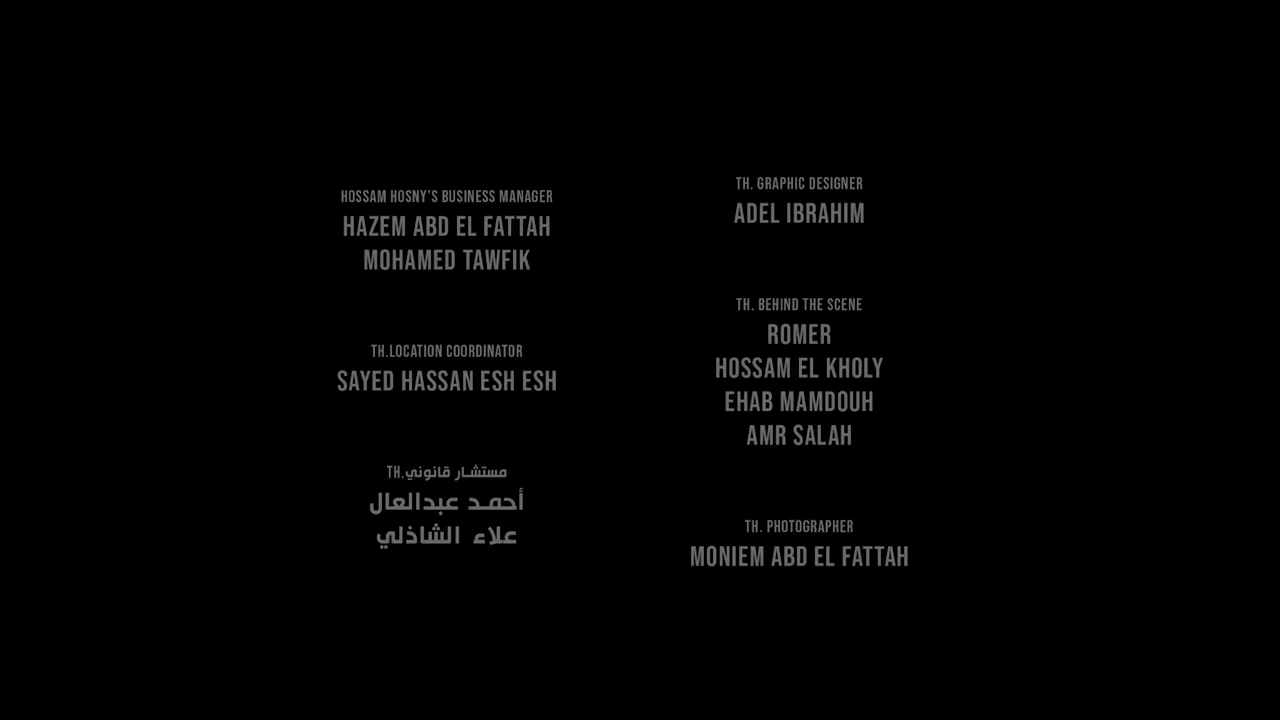 HOSSAM HOSNY'S BUSINESS MANAGER
HAZEM ABD EL FATTAH
MOHAMED TAWFIK
TH.LOCATION COORDINATOR
SAYED HASSAN ESH ESH
TH.مستشار قانوني
أحمد عبدالعال
علاء الشاذلي
TH. GRAPHIC DESIGNER
ADEL IBRAHIM
TH. BEHIND THE SCENE
ROMER
HOSSAM EL KHOLY
EHAB MAMDOUH
AMR SALAH
TH. PHOTOGRAPHER
MONIEM ABD EL FATTAH